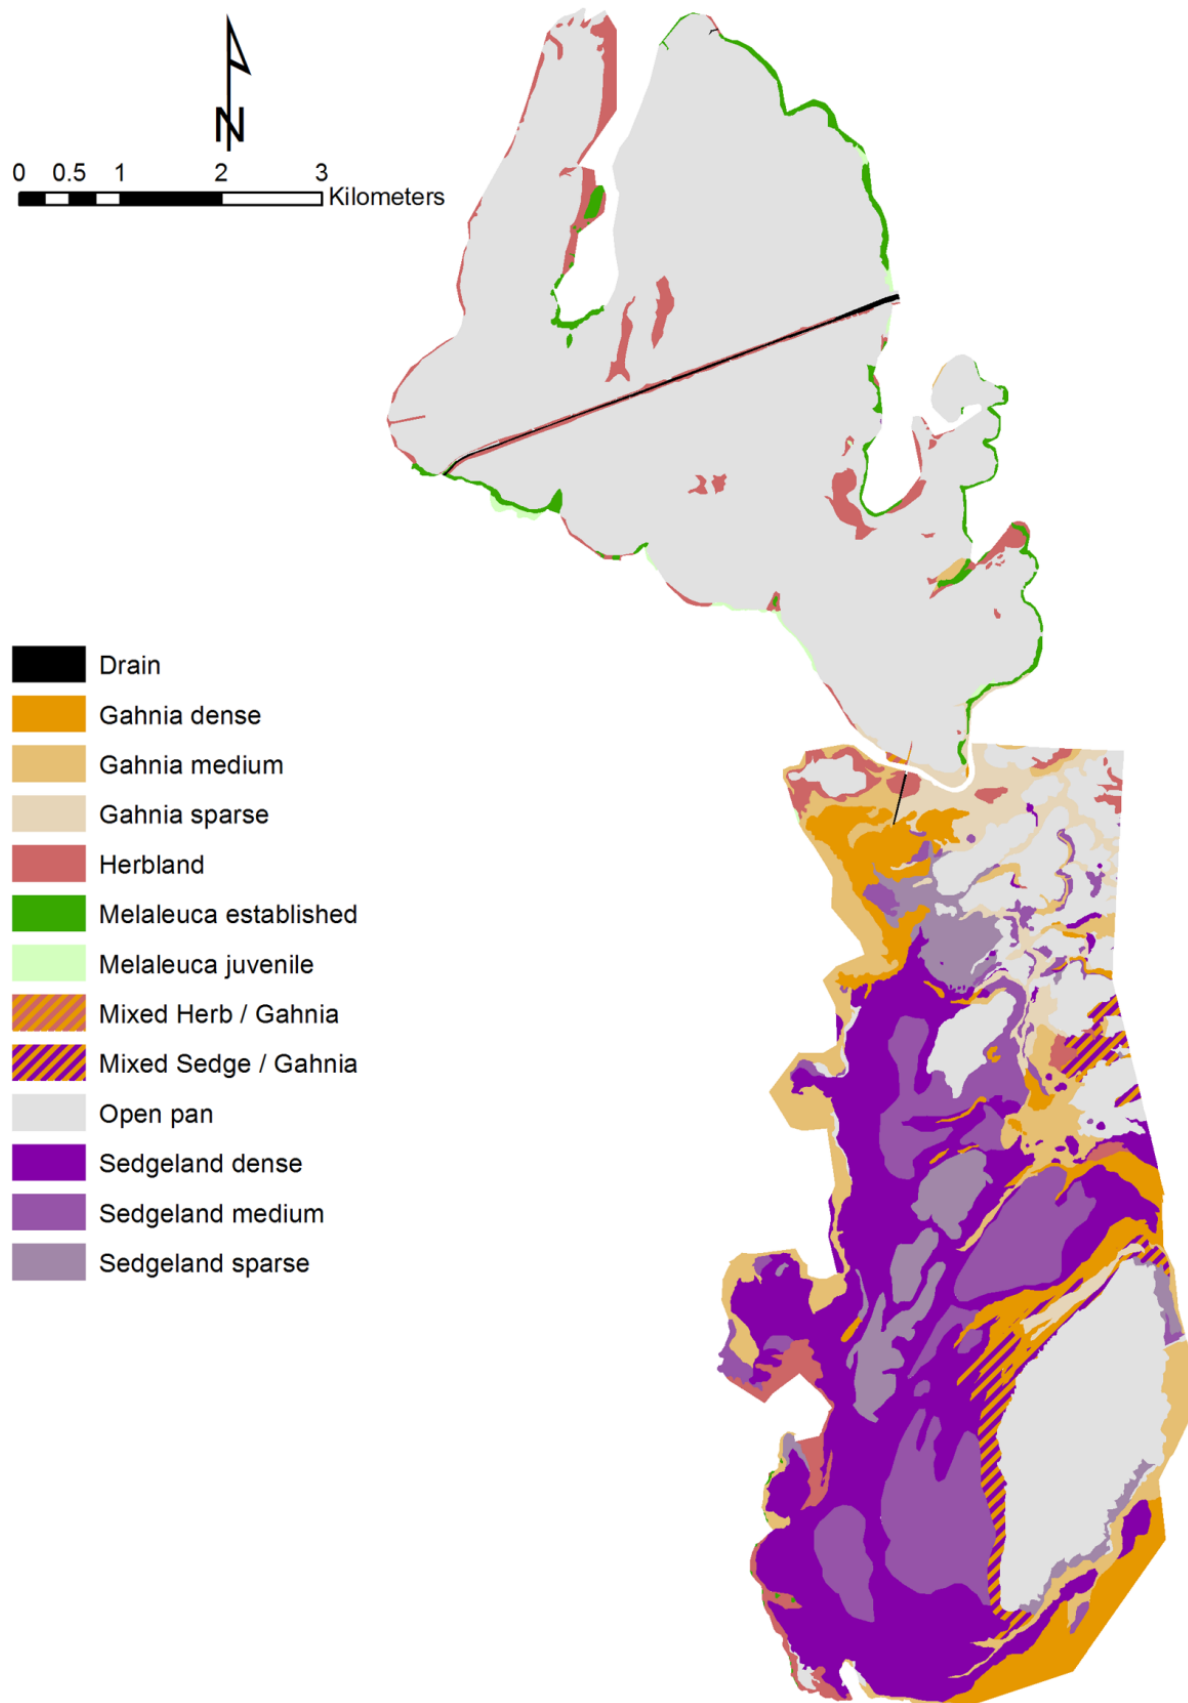 N
0 0.5 1 2 3
Kilometers
Drain
Gahnia dense
Gahnia medium
Gahnia sparse
Herbland
Melaleuca established
Melaleuca juvenile
Mixed Herb / Gahnia
Mixed Sedge / Gahnia
Open pan
Sedgeland dense
Sedgeland medium
Sedgeland sparse